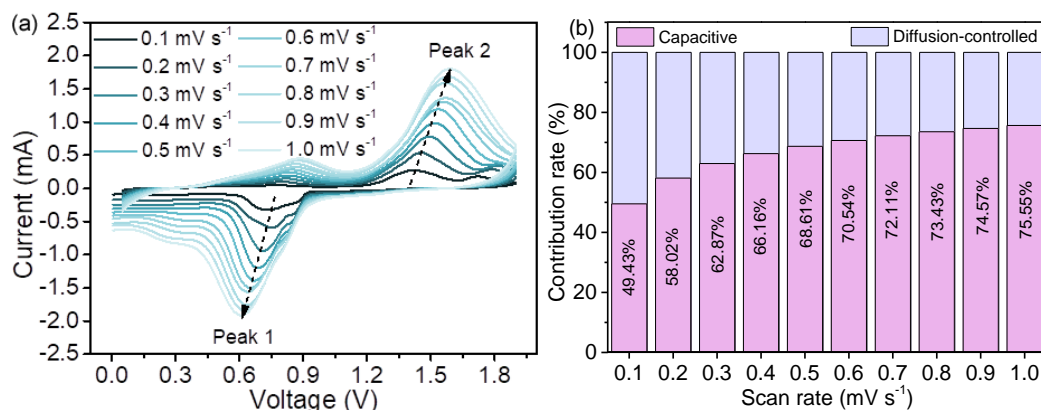 (a)
2.5
2.0
1.5
1.0
0.5
0.0
-0.5
-1.0
-1.5
-2.0
-2.5
Current (mA)
0.1 mV s⁻¹
0.2 mV s⁻¹
0.3 mV s⁻¹
0.4 mV s⁻¹
0.5 mV s⁻¹
0.6 mV s⁻¹
0.7 mV s⁻¹
0.8 mV s⁻¹
0.9 mV s⁻¹
1.0 mV s⁻¹
Peak 2
Peak 1
0.0 0.3 0.6 0.9 1.2 1.5 1.8
Voltage (V)
(b)
Capacitive Diffusion-controlled
100
80
60
40
20
0
Contribution rate (%)
49.43%
58.02%
62.87%
66.16%
68.61%
70.54%
72.11%
73.43%
74.57%
75.55%
0.1 0.2 0.3 0.4 0.5 0.6 0.7 0.8 0.9 1.0
Scan rate (mV s⁻¹)